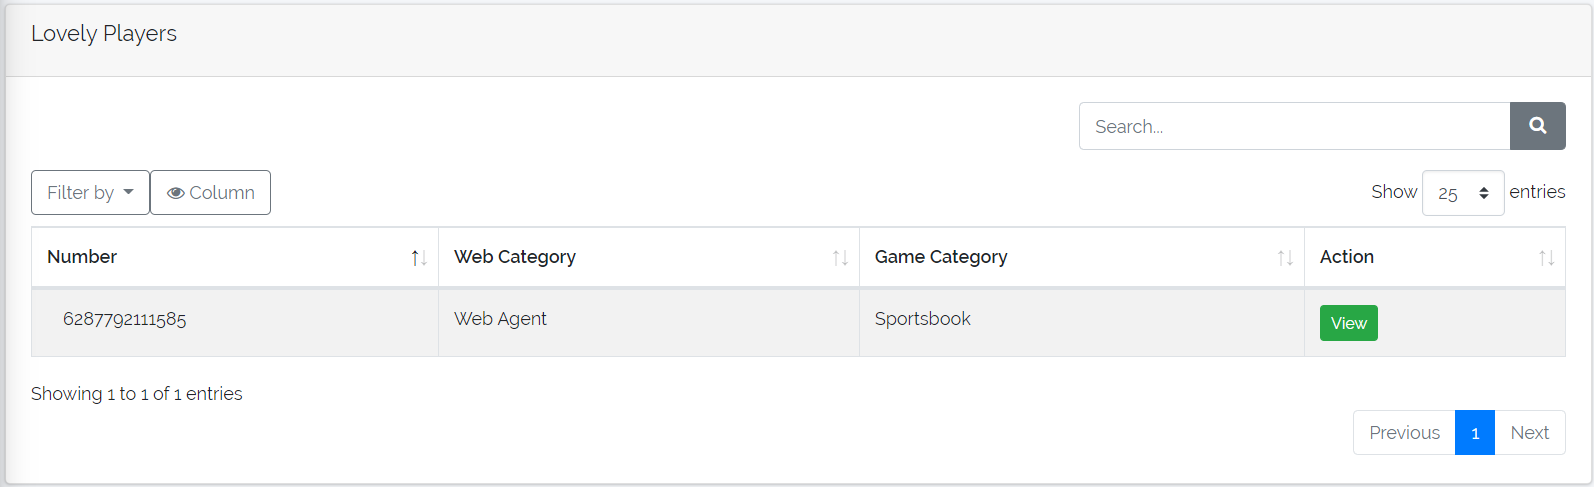 Lovely Players
Search...
Filter by
Column
Show 25 entries
Number Web Category Game Category Action
6287792111585 Web Agent Sportsbook View
Showing 1 to 1 of 1 entries
Previous 1 Next